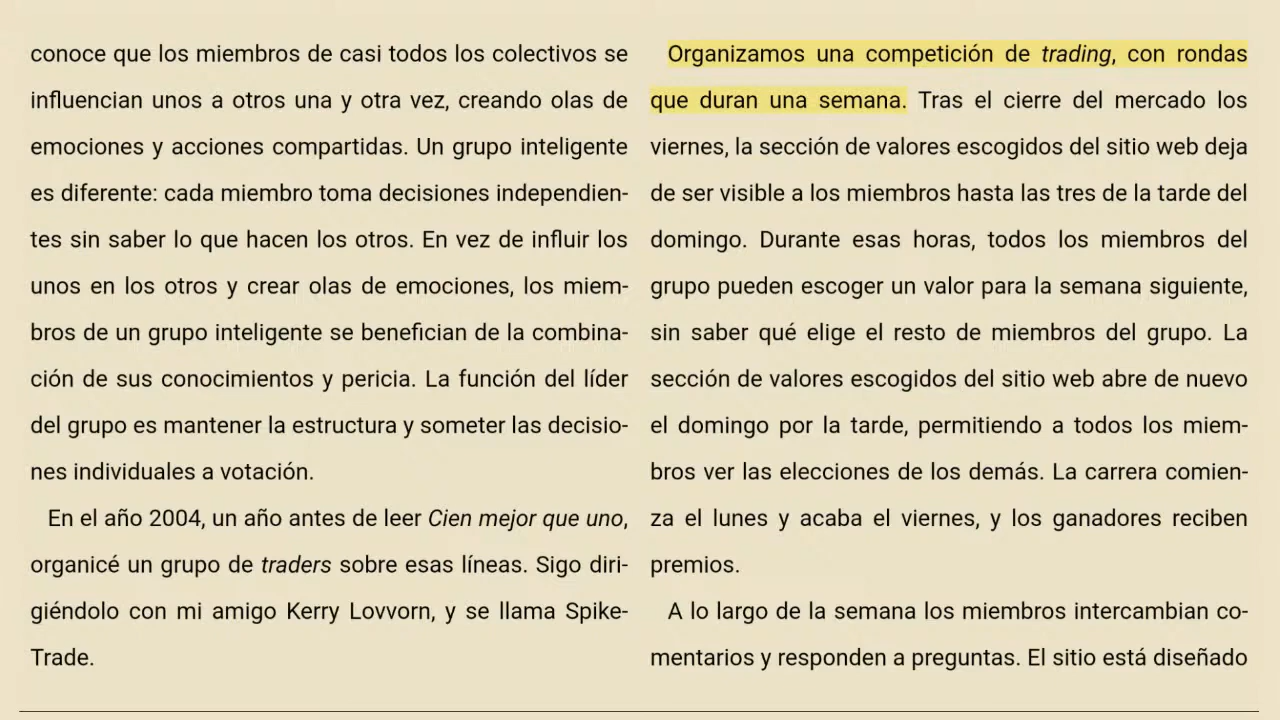 conoce que los miembros de casi todos los colectivos se
influencian unos a otros una y otra vez, creando olas de
emociones y acciones compartidas. Un grupo inteligente
es diferente: cada miembro toma decisiones independien-
tes sin saber lo que hacen los otros. En vez de influir los
unos en los otros y crear olas de emociones, los miem-
bros de un grupo inteligente se benefician de la combina-
ción de sus conocimientos y pericia. La función del líder
del grupo es mantener la estructura y someter las decisio-
nes individuales a votación.
En el año 2004, un año antes de leer Cien mejor que uno,
organicé un grupo de traders sobre esas líneas. Sigo diri-
giéndolo con mi amigo Kerry Lovvorn, y se llama Spike-
Trade.
Organizamos una competición de trading, con rondas
que duran una semana. Tras el cierre del mercado los
viernes, la sección de valores escogidos del sitio web deja
de ser visible a los miembros hasta las tres de la tarde del
domingo. Durante esas horas, todos los miembros del
grupo pueden escoger un valor para la semana siguiente,
sin saber qué elige el resto de miembros del grupo. La
sección de valores escogidos del sitio web abre de nuevo
el domingo por la tarde, permitiendo a todos los miem-
bros ver las elecciones de los demás. La carrera comien-
za el lunes y acaba el viernes, y los ganadores reciben
premios.
A lo largo de la semana los miembros intercambian co-
mentarios y responden a preguntas. El sitio está diseñado